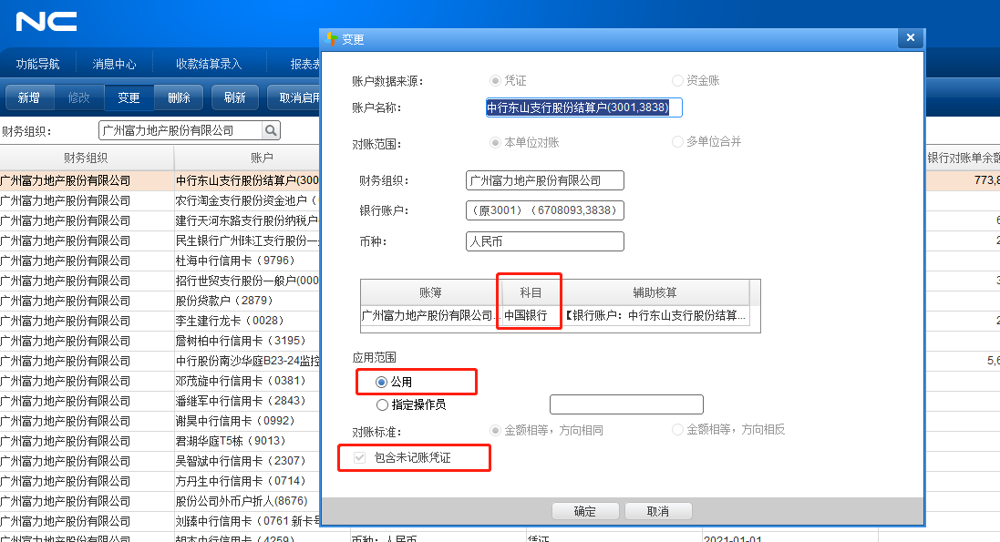 NC
变更
功能导航 消息中心 收款结算录入 报表
新增 修改 变更 删除 刷新 取消启用
财务组织： 广州富力地产股份有限公司
财务组织 账户 银行对账单余额
广州富力地产股份有限公司 中行东山支行股份结算户(300 773,8
广州富力地产股份有限公司 农行淘金支行股份资金池户（
广州富力地产股份有限公司 建行天河东路支行股份纳税户 6
广州富力地产股份有限公司 民生银行广州珠江支行股份一 2
广州富力地产股份有限公司 杜海中行信用卡（9796）
广州富力地产股份有限公司 招行世贸支行股份一般户(000 3
广州富力地产股份有限公司 股份贷款户（2879）
广州富力地产股份有限公司 李生建行龙卡（0028） 2
广州富力地产股份有限公司 詹树柏中行信用卡（3195）
广州富力地产股份有限公司 中行股份南沙华庭B23-24监控 5,6
广州富力地产股份有限公司 邓茂旋中行信用卡（0381）
广州富力地产股份有限公司 潘继军中行信用卡（2843）
广州富力地产股份有限公司 谢昊中行信用卡（0992）
广州富力地产股份有限公司 君湖华庭T5栋（9013）
广州富力地产股份有限公司 吴智斌中行信用卡（2307）
广州富力地产股份有限公司 方丹生中行信用卡（0714）
广州富力地产股份有限公司 股份公司外币户折人(8676)
广州富力地产股份有限公司 刘臻中行信用卡（0761新卡号
广州富力地产股份有限公司 胡杰中行信用卡（4259） 币种：人民币 凭证 2021-01-01
账户数据来源： 凭证 资金账
账户名称： 中行东山支行股份结算户(3001,3838)
对账范围： 本单位对账 多单位合并
财务组织： 广州富力地产股份有限公司
银行账户： （原3001）（6708093,3838）
币种： 人民币
账簿 科目 辅助核算
广州富力地产股份有限公司... 中国银行 【银行账户：中行东山支行股份结算...
应用范围
公用
指定操作员
对账标准： 金额相等，方向相同 金额相等，方向相反
包含未记账凭证
确定 取消